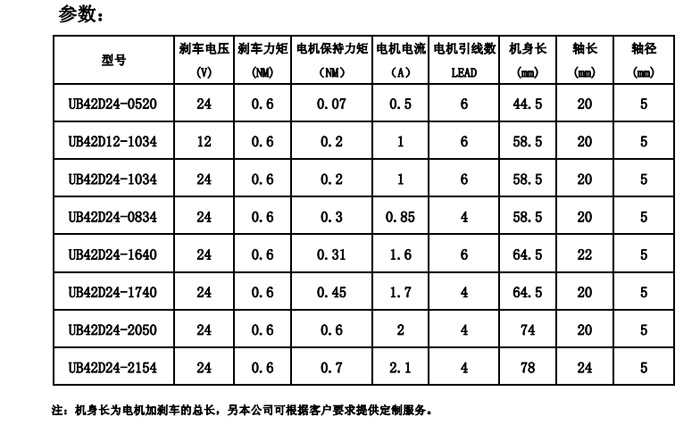 参数：
型号 刹车电压(V) 刹车力矩(NM) 电机保持力矩（NM） 电机电流（A） 电机引线数LEAD 机身长(mm) 轴长(mm) 轴径(mm)
UB42D24-0520 24 0.6 0.07 0.5 6 44.5 20 5
UB42D12-1034 12 0.6 0.2 1 6 58.5 20 5
UB42D24-1034 24 0.6 0.2 1 6 58.5 20 5
UB42D24-0834 24 0.6 0.3 0.85 4 58.5 20 5
UB42D24-1640 24 0.6 0.31 1.6 6 64.5 22 5
UB42D24-1740 24 0.6 0.45 1.7 4 64.5 20 5
UB42D24-2050 24 0.6 0.6 2 4 74 20 5
UB42D24-2154 24 0.6 0.7 2.1 4 78 24 5
注：机身长为电机加刹车的总长，另本公司可根据客户要求提供定制服务。